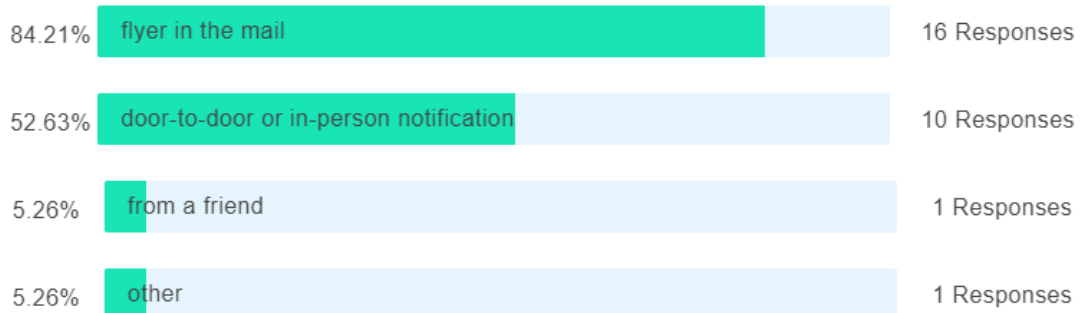 84.21% flyer in the mail 16 Responses
52.63% door-to-door or in-person notification 10 Responses
5.26% from a friend 1 Responses
5.26% other 1 Responses